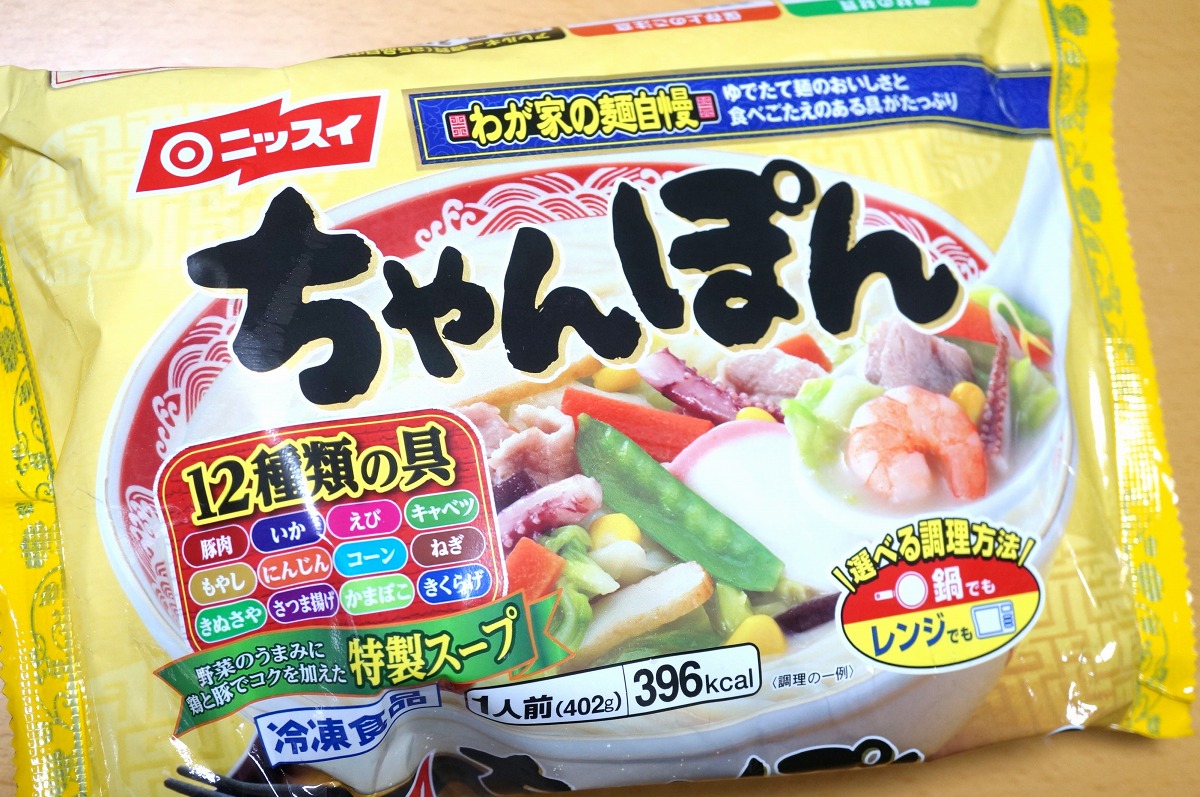 保存上のご注意
ニッスイ
わが家の麺自慢
ゆでたて麺のおいしさと
食べごたえのある具がたっぷり
ちゃんぽん
12種類の具
豚肉 いか えび キャベツ
もやし にんじん コーン ねぎ
きぬさや さつま揚げ かまぼこ きくらげ
野菜のうまみに
鶏と豚でコクを加えた
特製スープ
選べる調理方法
鍋でも
レンジでも
1人前(402g) 396kcal
〈調理の一例〉
冷凍食品